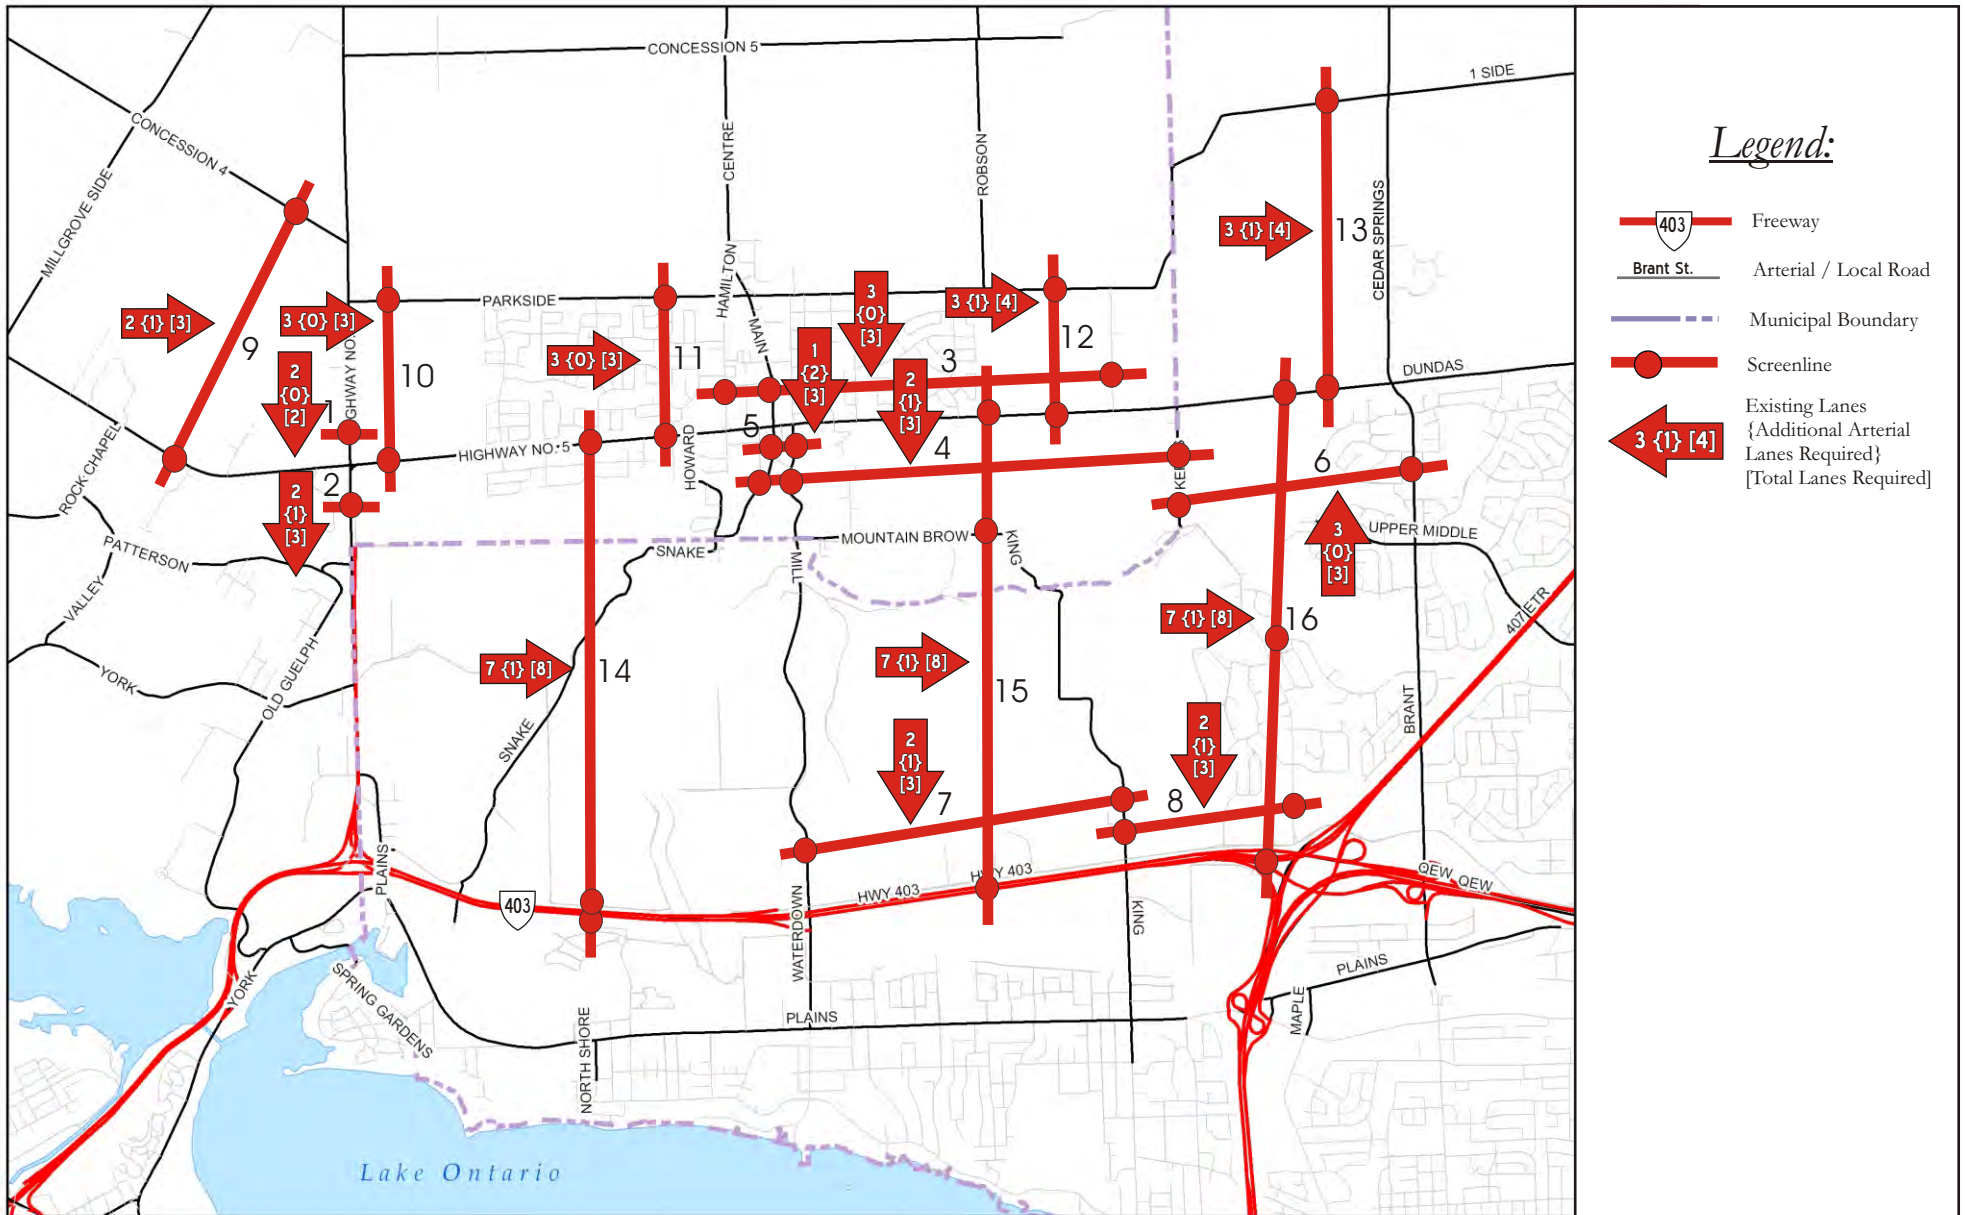 CONCESSION 5
1 SIDE
CONCESSION 4
MILLGROVE SIDE
HAMILTON
CENTRE
ROBSON
CEDAR SPRINGS
3 {1} [4]
13
PARKSIDE
2 {1} [3]
9
3 {0} [3]
10
HIGHWAY NO.
3 {0} [3]
11
MAIN
3
{0}
[3]
3 {1} [4]
12
3
1
{2}
[3]
2
{1}
[3]
4
5
2
{0}
[2]
1
DUNDAS
HIGHWAY NO. 5
HOWARD
ROCK CHAPEL
2
2
{1}
[3]
6
3
{0}
[3]
UPPER MIDDLE
PATTERSON
VALLEY
YORK
OLD GUELPH
SNAKE
MOUNTAIN BROW
KING
MILL
407 ETR
7 {1} [8]
14
7 {1} [8]
15
7 {1} [8]
16
SNAKE
BRANT
2
{1}
[3]
7
2
{1}
[3]
8
PLAINS
403
HWY 403
HWY 403
QEW QEW
WATERDOWN
KING
YORK
SPRING GARDENS
NORTH SHORE
PLAINS
PLAINS
MAPLE
Lake Ontario
Legend:
403
Freeway
Brant St.
Arterial / Local Road
Municipal Boundary
Screenline
3 {1} [4]
Existing Lanes
{Additional Arterial
Lanes Required}
[Total Lanes Required]